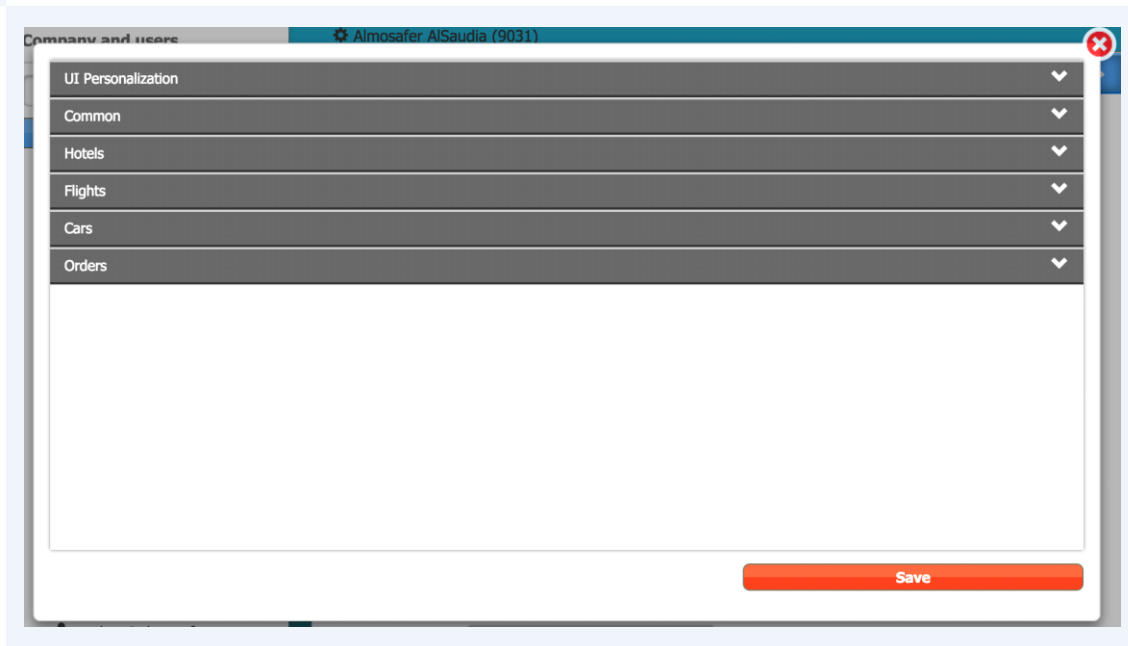 Company and users
Almosafer AlSaudia (9031)
UI Personalization
Common
Hotels
Flights
Cars
Orders
Save